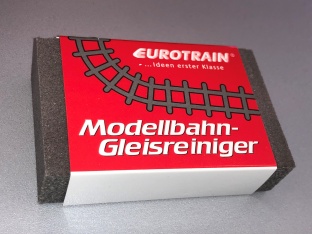 EUROTRAIN®
-...Ideen erster Klasse
Modellbahn-
Gleisreiniger